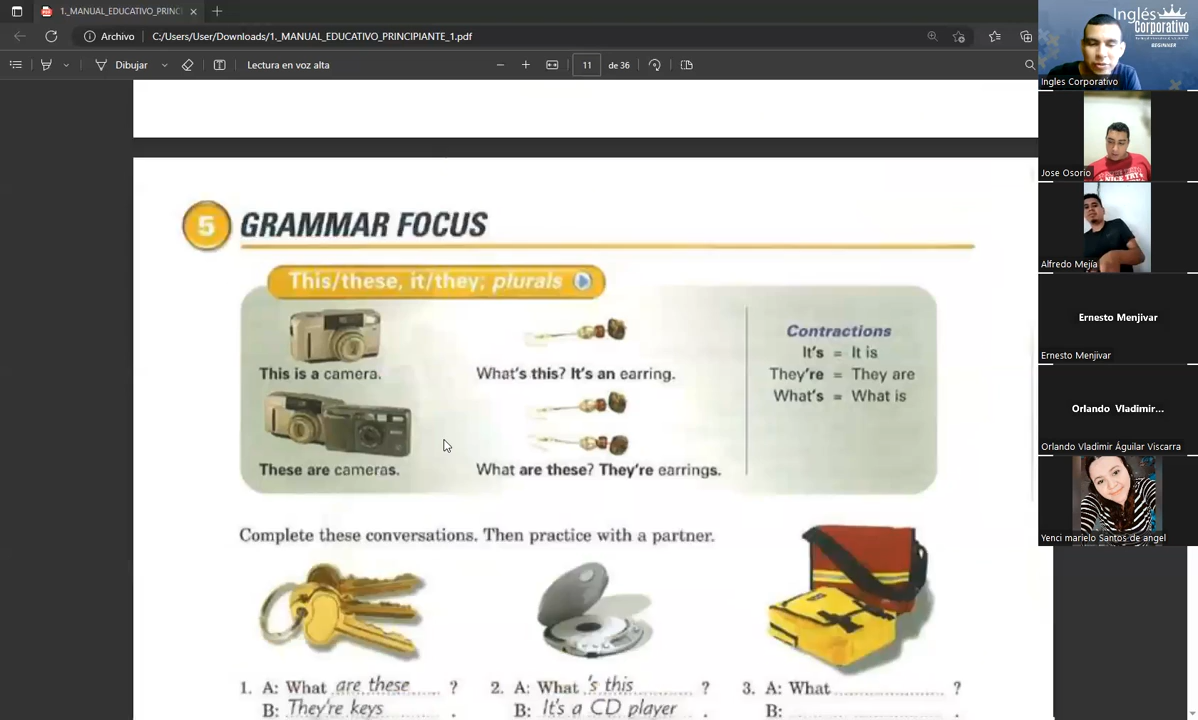 1._MANUAL_EDUCATIVO_PRINC
Archivo
C:/Users/User/Downloads/1._MANUAL_EDUCATIVO_PRINCIPIANTE_1.pdf
Dibujar
Lectura en voz alta
11
de 36
5 GRAMMAR FOCUS
This/these, it/they; plurals
This is a camera.
What's this? It's an earring.
These are cameras.
What are these? They're earrings.
Contractions
It's = It is
They're = They are
What's = What is
Complete these conversations. Then practice with a partner.
1. A: What are these ?
B: They're keys .
2. A: What 's this ?
B: It's a CD player .
3. A: What ?
B: .
Inglés
Corporativo
BEGINNER
Ingles Corporativo
NICE TRY
Jose Osorio
Alfredo Mejía
Ernesto Menjivar
Ernesto Menjivar
Orlando Vladimir...
Orlando Vladimir Águilar Viscarra
Yenci marielo Santos de angel